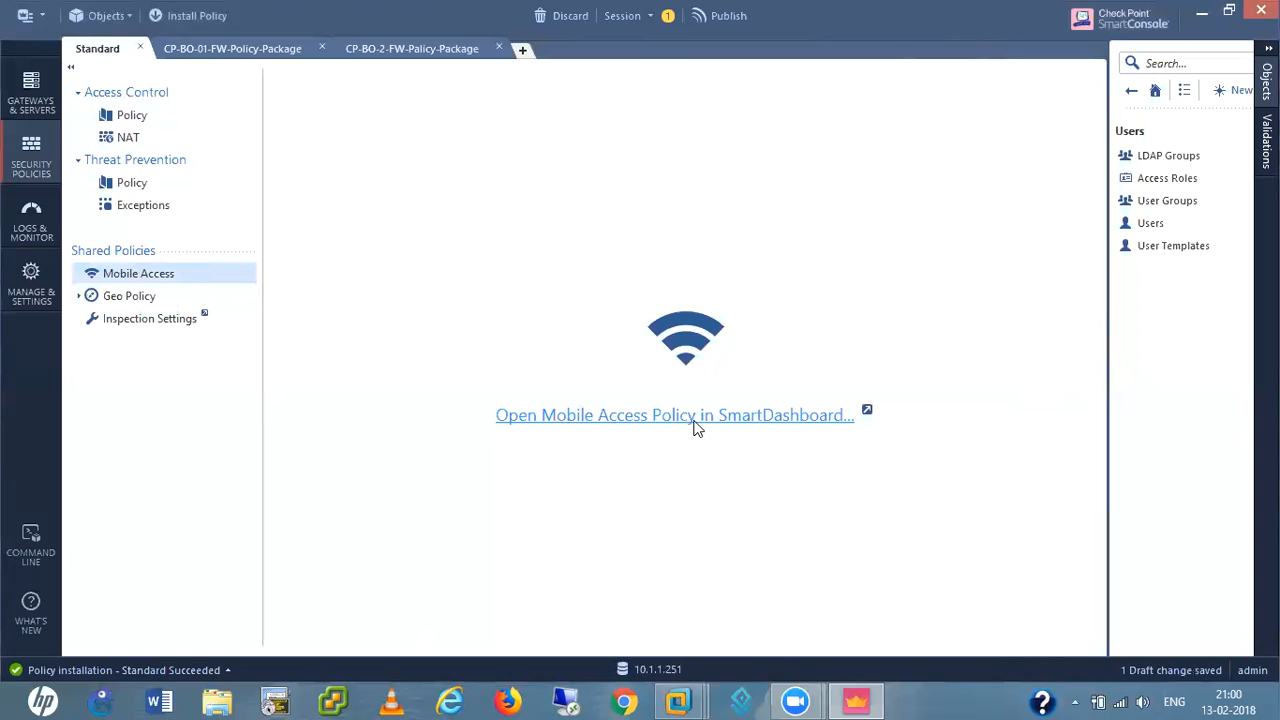 Objects
Install Policy
Discard
Session
1
Publish
Check Point
SmartConsole
Standard
CP-BO-01-FW-Policy-Package
CP-BO-2-FW-Palicy-Package
GATEWAYS
& SERVERS
SECURITY
POLICIES
LOGS &
MONITOR
MANAGE &
SETTINGS
COMMAND
LINE
WHAT'S
NEW
Access Control
Policy
NAT
Threat Prevention
Policy
Exceptions
Shared Policies
Mobile Access
Geo Policy
Inspection Settings
Open Mobile Access Policy in SmartDashboard...
Search...
New
Users
LDAP Groups
Access Roles
User Groups
Users
User Templates
Objects
Validations
Policy installation - Standard Succeeded
10.1.1.251
1 Draft change saved
admin
ENG
21:00
13-02-2018